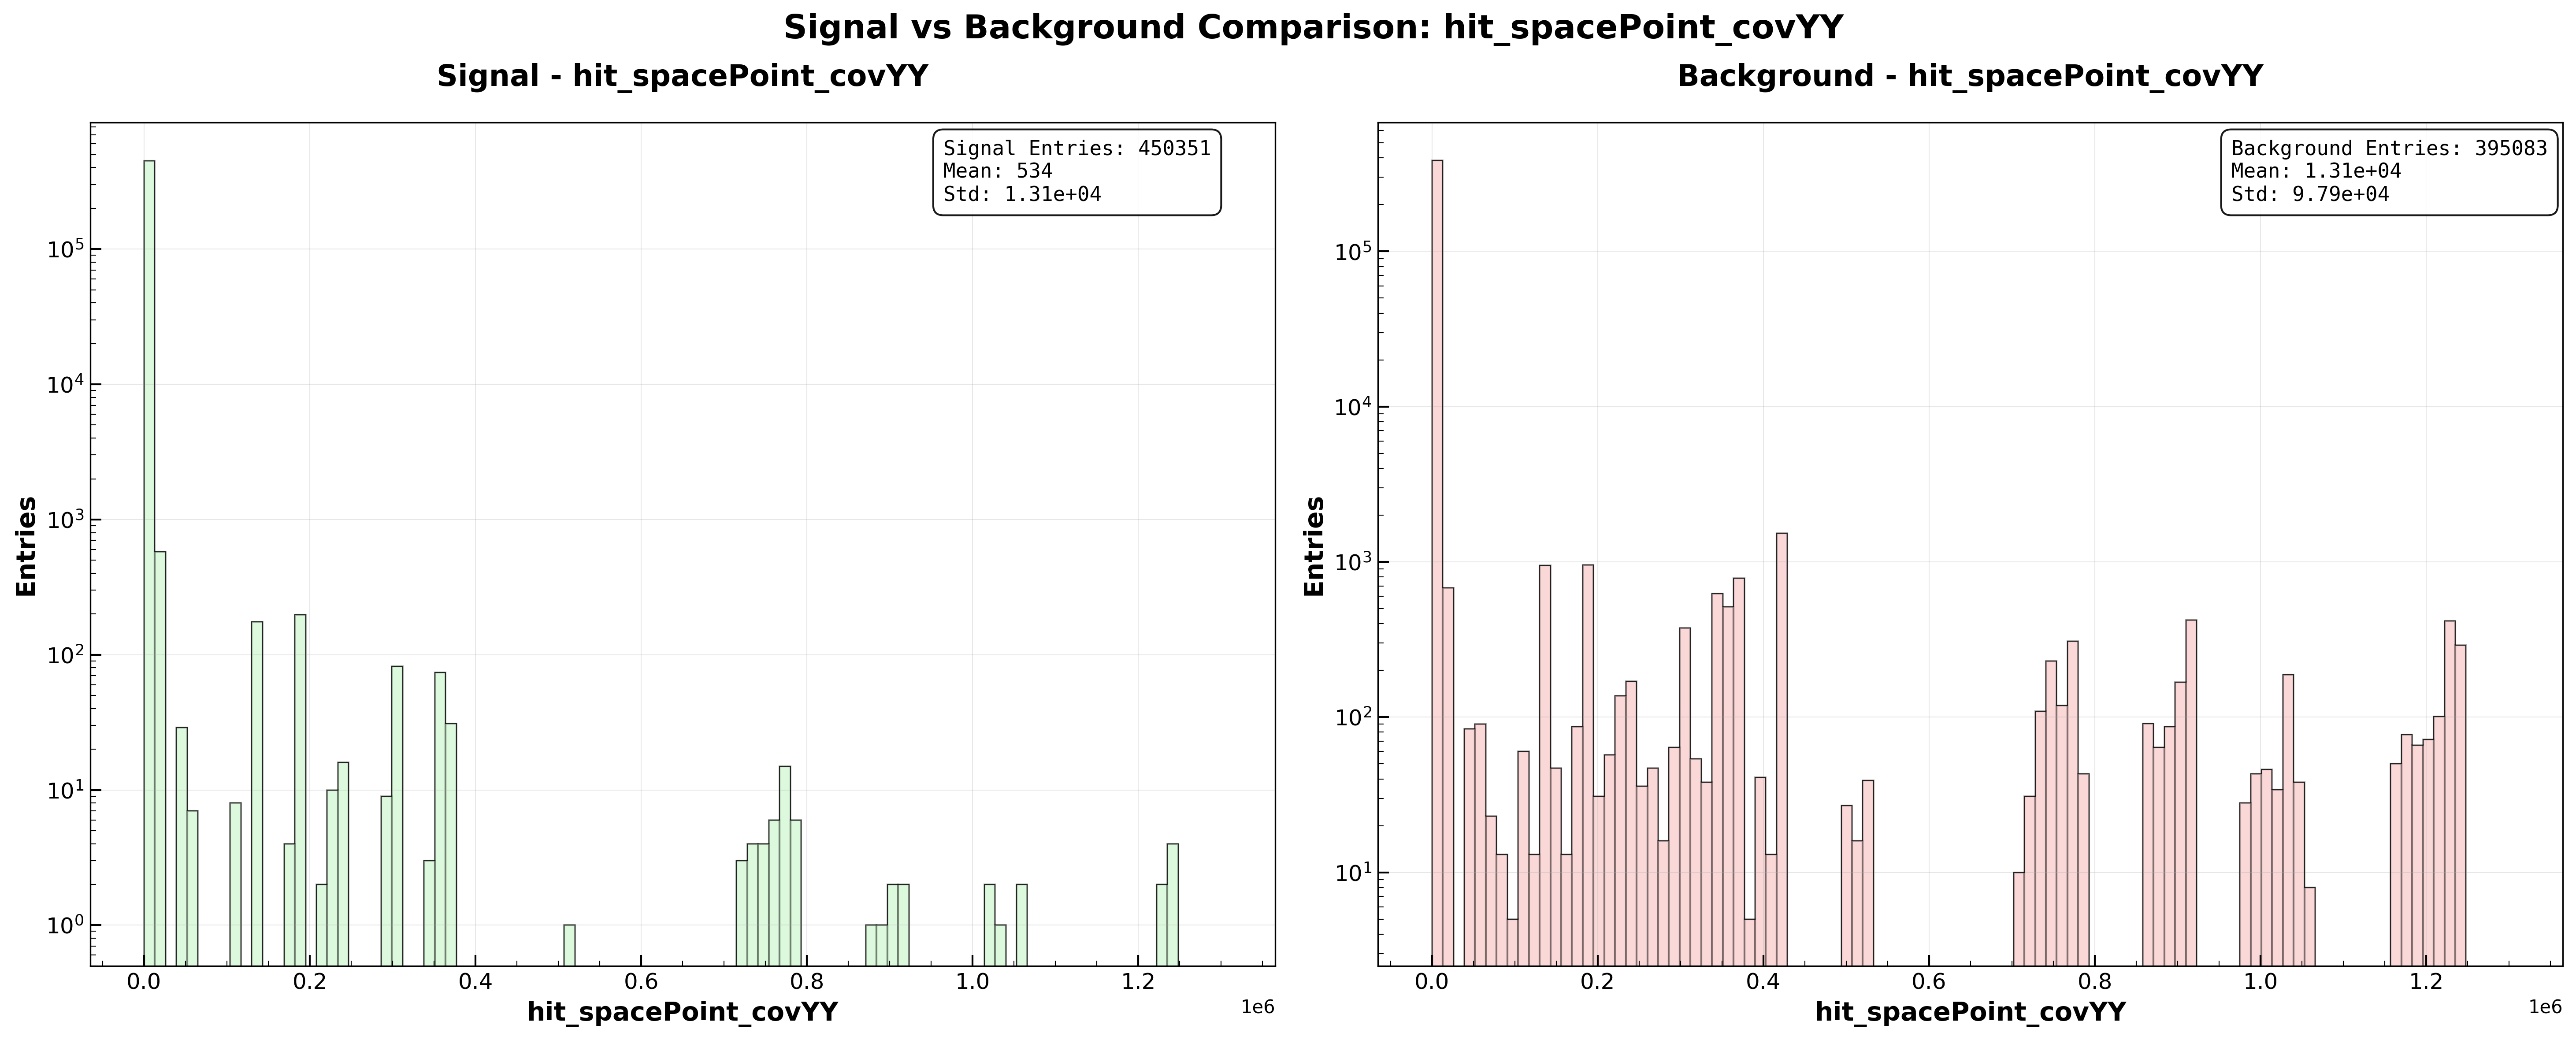 Signal vs Background Comparison: hit_spacePoint_covYY
Signal - hit_spacePoint_covYY
Signal Entries: 450351
Mean: 534
Std: 1.31e+04
Entries
10^5
10^4
10^3
10^2
10^1
10^0
0.0 0.2 0.4 0.6 0.8 1.0 1.2
1e6
hit_spacePoint_covYY
Background - hit_spacePoint_covYY
Background Entries: 395083
Mean: 1.31e+04
Std: 9.79e+04
Entries
10^5
10^4
10^3
10^2
10^1
0.0 0.2 0.4 0.6 0.8 1.0 1.2
1e6
hit_spacePoint_covYY